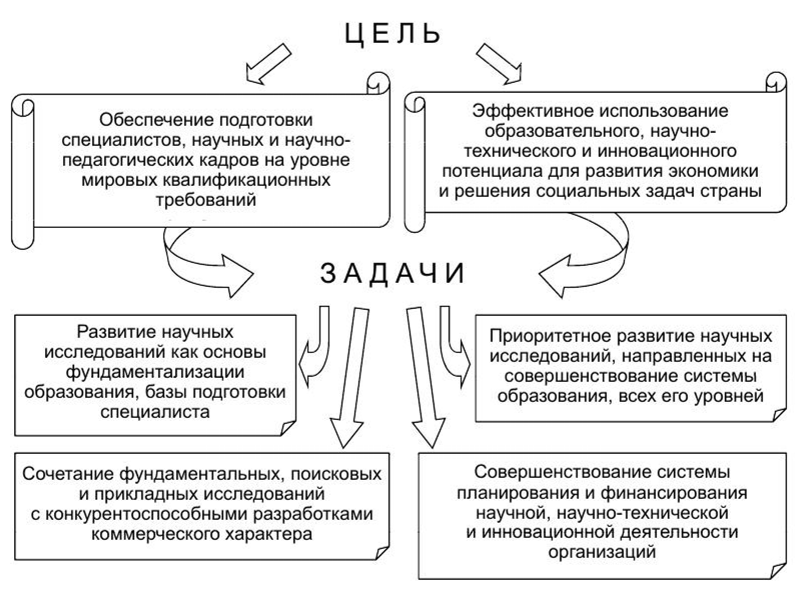 ЦЕЛЬ
Обеспечение подготовки
специалистов, научных и научно-
педагогических кадров на уровне
мировых квалификационных
требований
Эффективное использование
образовательного, научно-
технического и инновационного
потенциала для развития экономики
и решения социальных задач страны
ЗАДАЧИ
Развитие научных
исследований как основы
фундаментализации
образования, базы подготовки
специалиста
Приоритетное развитие научных
исследований, направленных на
совершенствование системы
образования, всех его уровней
Сочетание фундаментальных, поисковых
и прикладных исследований
с конкурентоспособными разработками
коммерческого характера
Совершенствование системы
планирования и финансирования
научной, научно-технической
и инновационной деятельности
организаций